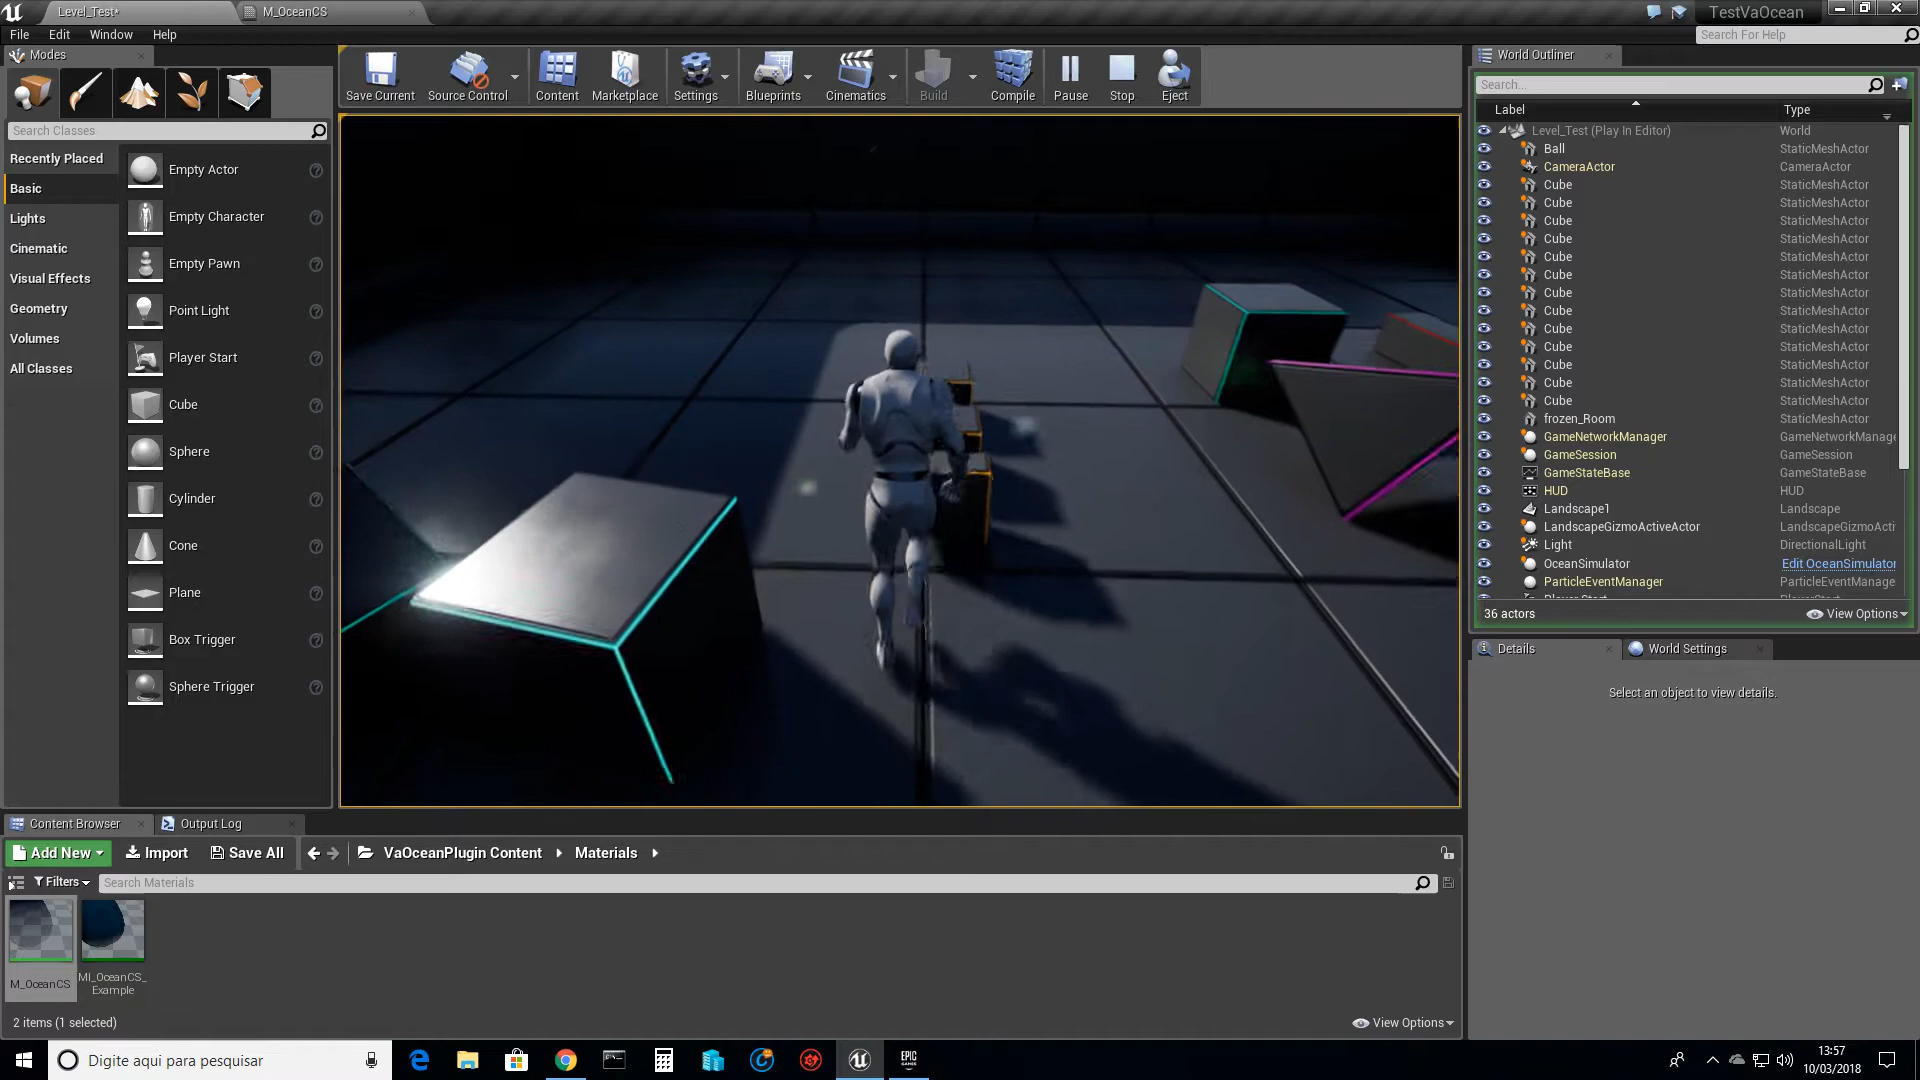 Level_Test*
M_OceanCS
TestVaOcean
File
Edit
Window
Help
Search For Help
Modes
Search Classes
Recently Placed
Basic
Lights
Cinematic
Visual Effects
Geometry
Volumes
All Classes
Empty Actor
Empty Character
Empty Pawn
Point Light
Player Start
Cube
Sphere
Cylinder
Cone
Plane
Box Trigger
Sphere Trigger
Save Current
Source Control
Content
Marketplace
Settings
Blueprints
Cinematics
Build
Compile
Pause
Stop
Eject
World Outliner
Search...
Label
Type
Level_Test (Play In Editor)
World
Ball
StaticMeshActor
CameraActor
CameraActor
Cube
StaticMeshActor
Cube
StaticMeshActor
Cube
StaticMeshActor
Cube
StaticMeshActor
Cube
StaticMeshActor
Cube
StaticMeshActor
Cube
StaticMeshActor
Cube
StaticMeshActor
Cube
StaticMeshActor
Cube
StaticMeshActor
Cube
StaticMeshActor
Cube
StaticMeshActor
Cube
StaticMeshActor
frozen_Room
StaticMeshActor
GameNetworkManager
GameNetworkManage
GameSession
GameSession
GameStateBase
GameStateBase
HUD
HUD
Landscape1
Landscape
LandscapeGizmoActiveActor
LandscapeGizmoActi
Light
DirectionalLight
OceanSimulator
Edit OceanSimulator
ParticleEventManager
ParticleEventManage
36 actors
View Options
Details
World Settings
Select an object to view details.
Content Browser
Output Log
Add New
Import
Save All
VaOceanPlugin Content
Materials
Filters
Search Materials
M_OceanCS
MI_OceanCS_
Example
2 items (1 selected)
View Options
Digite aqui para pesquisar
EPIC
GAMES
13:57
10/03/2018